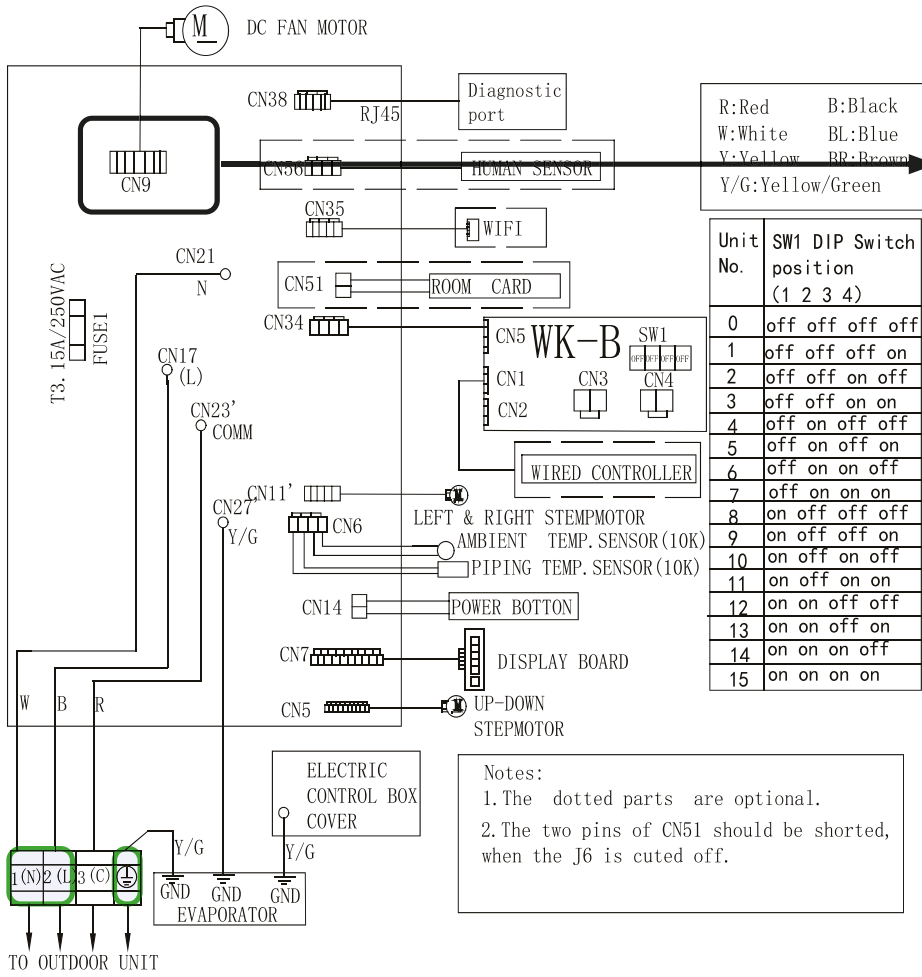 M
DC FAN MOTOR
CN38
RJ45
Diagnostic
port
CN9
CN56
HUMAN SENSOR
R:Red B:Black
W:White BL:Blue
Y:Yellow BR:Brown
Y/G:Yellow/Green
CN35
WIFI
CN21
N
CN51
ROOM CARD
T3.15A/250VAC
FUSE1
CN34
CN5
WK-B
SW1
OFF OFF OFF OFF
CN17
(L)
CN1
CN3
CN4
CN2
CN23'
COMM
WIRED CONTROLLER
CN11'
LEFT & RIGHT STEMPMOTOR
CN27'
Y/G
CN6
AMBIENT TEMP.SENSOR(10K)
PIPING TEMP.SENSOR(10K)
CN14
POWER BOTTON
CN7
DISPLAY BOARD
CN5
UP-DOWN
STEPMOTOR
M
M
W
B
R
Unit No. SW1 DIP Switch position (1 2 3 4)
0 off off off off
1 off off off on
2 off off on off
3 off off on on
4 off on off off
5 off on off on
6 off on on off
7 off on on on
8 on off off off
9 on off off on
10 on off on off
11 on off on on
12 on on off off
13 on on off on
14 on on on off
15 on on on on
ELECTRIC
CONTROL BOX
COVER
Y/G
Y/G
1(N) 2(L) 3(C)
GND
GND
GND
EVAPORATOR
TO OUTDOOR UNIT
Notes:
1.The dotted parts are optional.
2.The two pins of CN51 should be shorted,
when the J6 is cuted off.